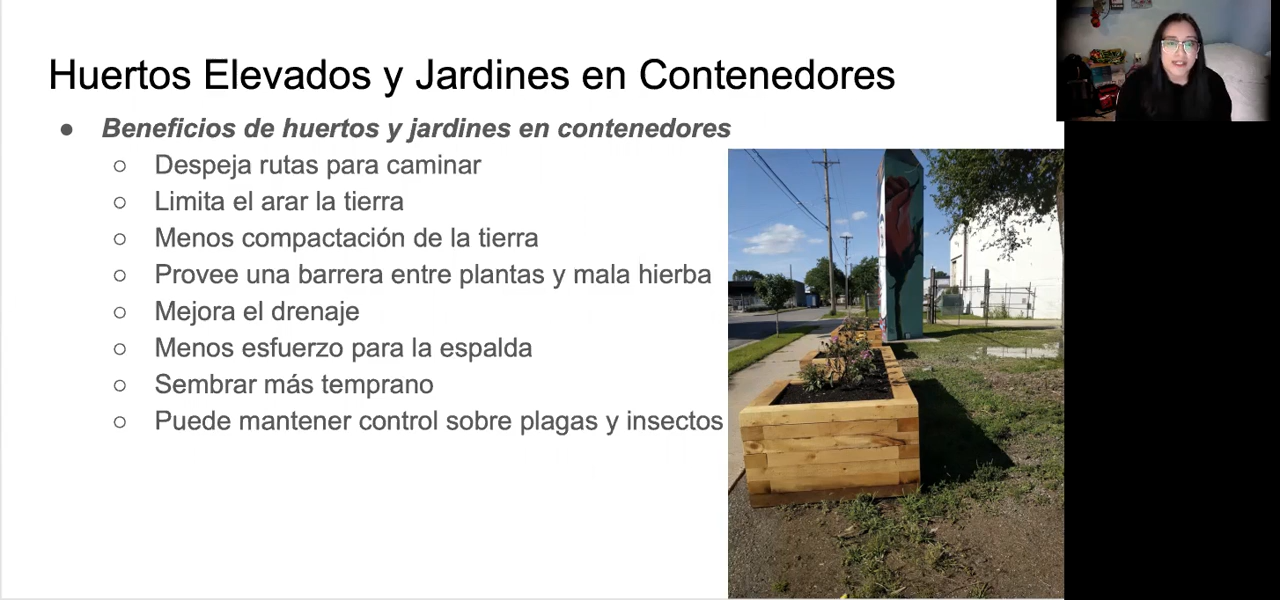 Huertos Elevados y Jardines en Contenedores
Beneficios de huertos y jardines en contenedores
Despeja rutas para caminar
Limita el arar la tierra
Menos compactación de la tierra
Provee una barrera entre plantas y mala hierba
Mejora el drenaje
Menos esfuerzo para la espalda
Sembrar más temprano
Puede mantener control sobre plagas y insectos